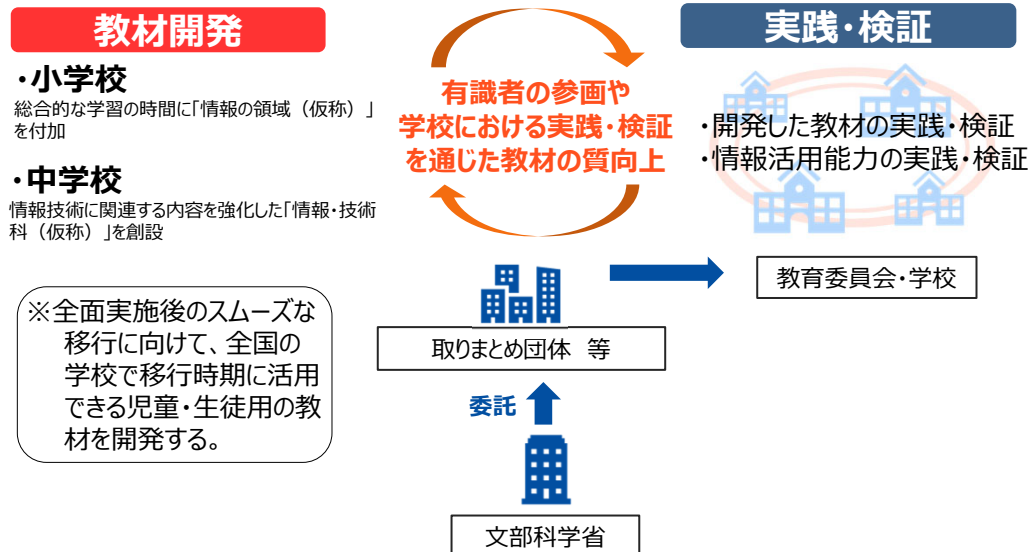 教材開発
・小学校
総合的な学習の時間に「情報の領域（仮称）」
を付加
・中学校
情報技術に関連する内容を強化した「情報・技術
科（仮称）」を創設
※全面実施後のスムーズな
移行に向けて、全国の
学校で移行時期に活用
できる児童・生徒用の教
材を開発する。
有識者の参画や
学校における実践・検証
を通じた教材の質向上
実践・検証
・開発した教材の実践・検証
・情報活用能力の実践・検証
教育委員会・学校
取りまとめ団体 等
委託
文部科学省